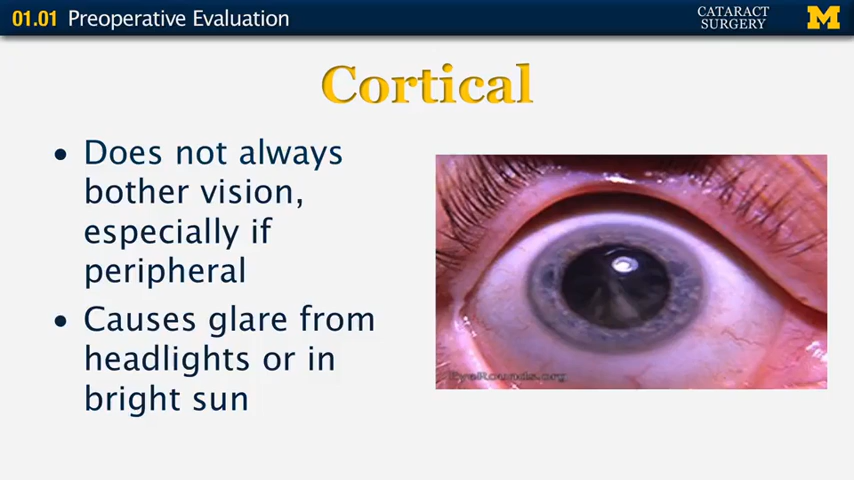 01.01 Preoperative Evaluation
CATARACT
SURGERY
M
Cortical
• Does not always
bother vision,
especially if
peripheral
• Causes glare from
headlights or in
bright sun
EyeRounds.org